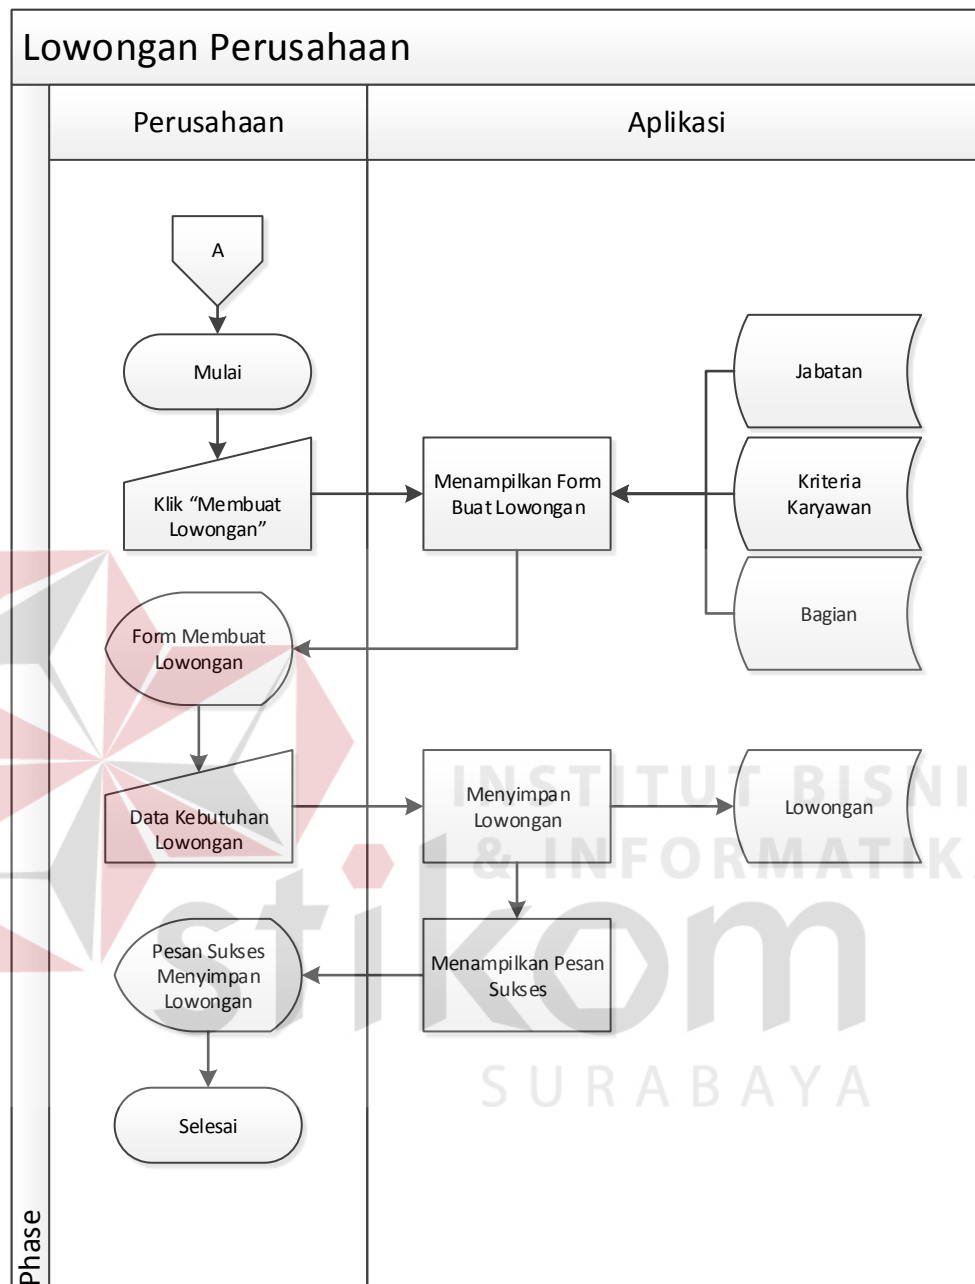 Lowongan Perusahaan
Perusahaan
Aplikasi
A
Mulai
Klik “Membuat
Lowongan”
Menampilkan Form
Buat Lowongan
Jabatan
Kriteria
Karyawan
Bagian
Form Membuat
Lowongan
Data Kebutuhan
Lowongan
Menyimpan
Lowongan
Lowongan
Pesan Sukses
Menyimpan
Lowongan
Menampilkan Pesan
Sukses
Selesai
Phase
INSTITUT BISNI
& INFORMATIKA
stikom
SURABAYA